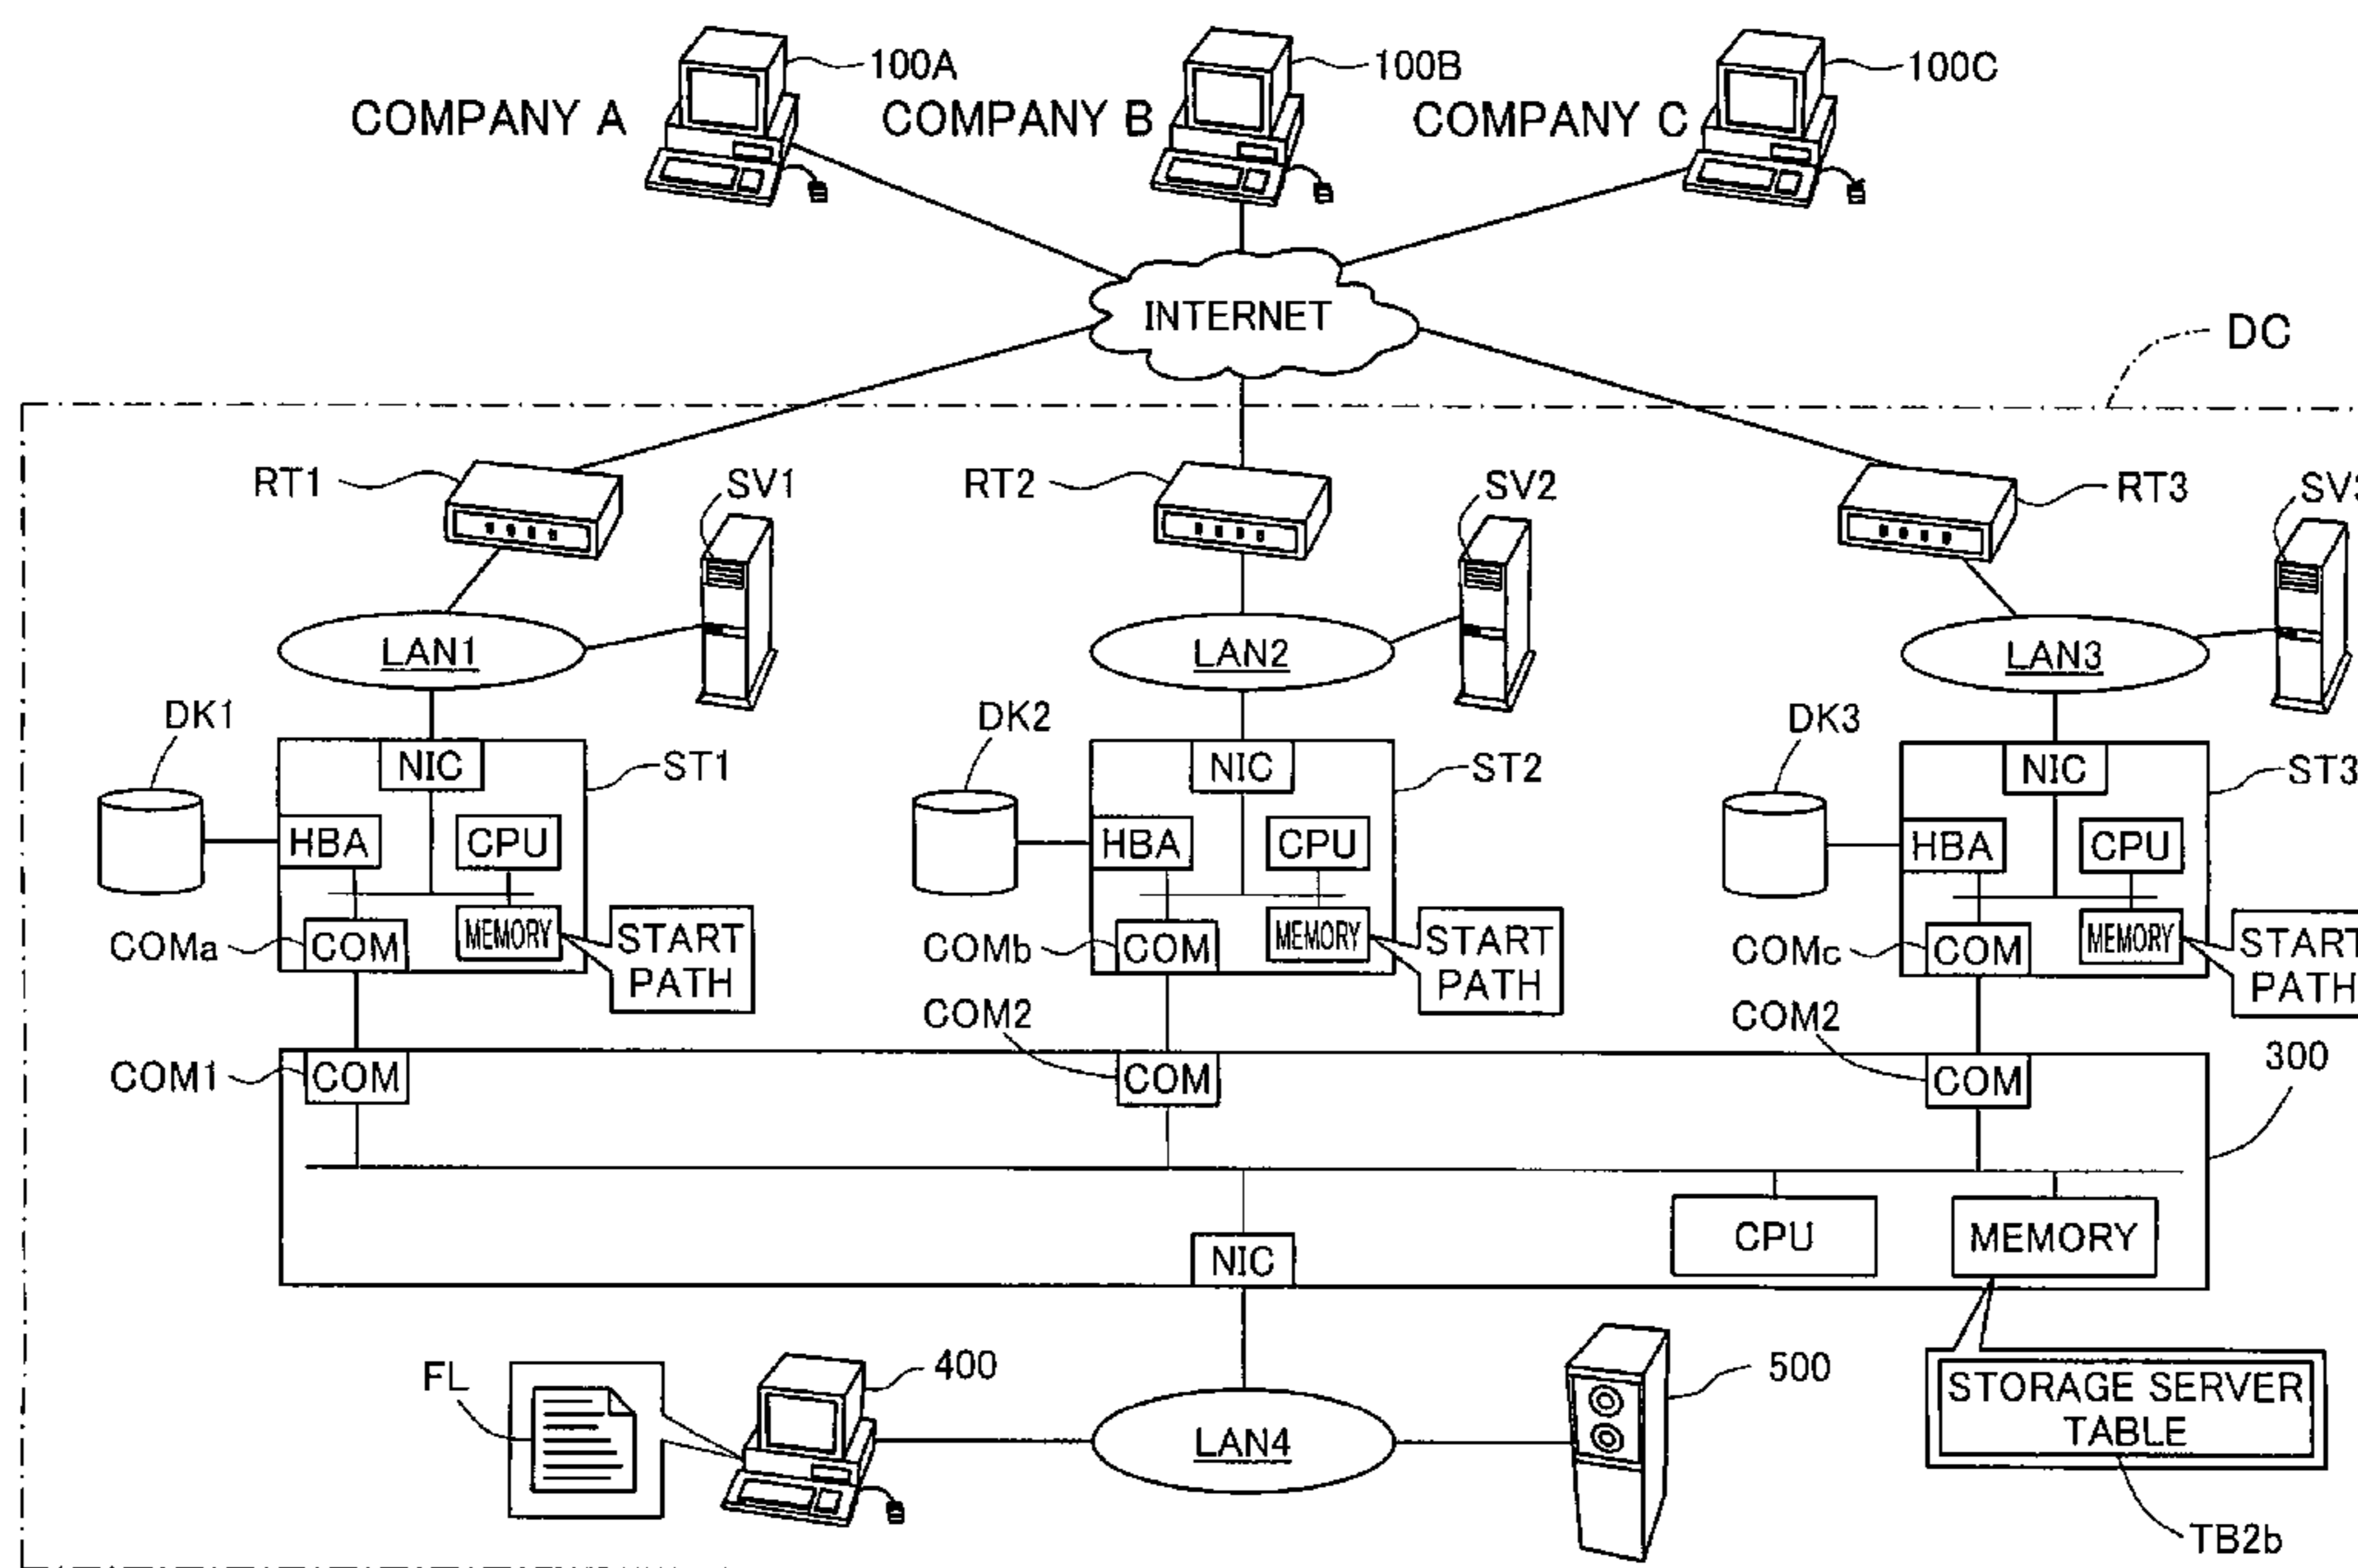 100A
100B
100C
COMPANY A
COMPANY B
COMPANY C
INTERNET
DC
RT1
SV1
RT2
SV2
RT3
LAN1
LAN2
LAN3
DK1
DK2
DK3
NIC
ST1
NIC
ST2
NIC
ST3
HBA
CPU
HBA
CPU
HBA
CPU
COMa
COM
MEMORY
START
PATH
COMb
COM
MEMORY
START
PATH
COMc
COM
MEMORY
START
PATH
COM2
COM2
COM1
COM
COM
COM
300
CPU
MEMORY
NIC
FL
400
LAN4
500
STORAGE SERVER
TABLE
TB2b